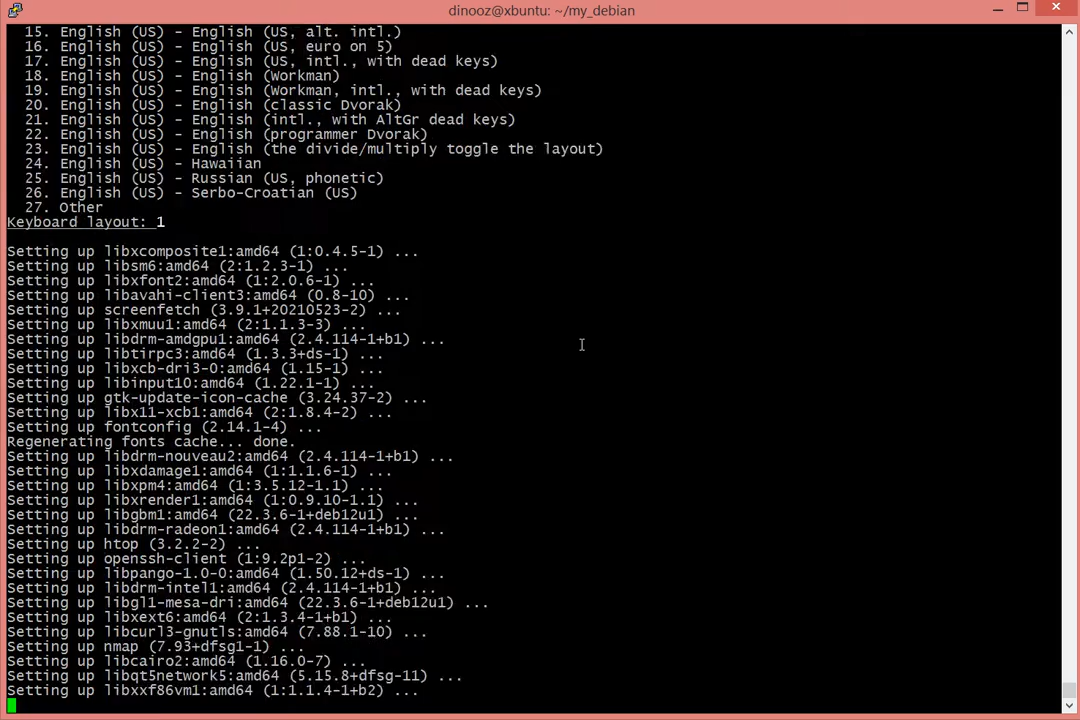 dinooz@xbuntu: ~/my_debian
15. English (US) - English (US, alt. intl.)
16. English (US) - English (US, euro on 5)
17. English (US) - English (US, intl., with dead keys)
18. English (US) - English (Workman)
19. English (US) - English (Workman, intl., with dead keys)
20. English (US) - English (classic Dvorak)
21. English (US) - English (intl., with AltGr dead keys)
22. English (US) - English (programmer Dvorak)
23. English (US) - English (the divide/multiply toggle the layout)
24. English (US) - Hawaiian
25. English (US) - Russian (US, phonetic)
26. English (US) - Serbo-Croatian (US)
27. Other
Keyboard layout: 1
Setting up libxcomposite1:amd64 (1:0.4.5-1) ...
Setting up libsm6:amd64 (2:1.2.3-1) ...
Setting up libxfont2:amd64 (1:2.0.6-1) ...
Setting up libavahi-client3:amd64 (0.8-10) ...
Setting up screenfetch (3.9.1+20210523-2) ...
Setting up libxmuu1:amd64 (2:1.1.3-3) ...
Setting up libdrm-amdgpu1:amd64 (2.4.114-1+b1) ...
Setting up libtirpc3:amd64 (1.3.3+ds-1) ...
Setting up libxcb-dri3-0:amd64 (1.15-1) ...
Setting up libinput10:amd64 (1.22.1-1) ...
Setting up gtk-update-icon-cache (3.24.37-2) ...
Setting up libx11-xcb1:amd64 (2:1.8.4-2) ...
Setting up fontconfig (2.14.1-4) ...
Regenerating fonts cache... done.
Setting up libdrm-nouveau2:amd64 (2.4.114-1+b1) ...
Setting up libxdamage1:amd64 (1:1.1.6-1) ...
Setting up libxpm4:amd64 (1:3.5.12-1.1) ...
Setting up libxrender1:amd64 (1:0.9.10-1.1) ...
Setting up libgbm1:amd64 (22.3.6-1+deb12u1) ...
Setting up libdrm-radeon1:amd64 (2.4.114-1+b1) ...
Setting up htop (3.2.2-2) ...
Setting up openssh-client (1:9.2p1-2) ...
Setting up libpango-1.0-0:amd64 (1.50.12+ds-1) ...
Setting up libdrm-intel1:amd64 (2.4.114-1+b1) ...
Setting up libgl1-mesa-dri:amd64 (22.3.6-1+deb12u1) ...
Setting up libxext6:amd64 (2:1.3.4-1+b1) ...
Setting up libcurl3-gnutls:amd64 (7.88.1-10) ...
Setting up nmap (7.93+dfsg1-1) ...
Setting up libcairo2:amd64 (1.16.0-7) ...
Setting up libqt5network5:amd64 (5.15.8+dfsg-11) ...
Setting up libxxf86vm1:amd64 (1:1.1.4-1+b2) ...